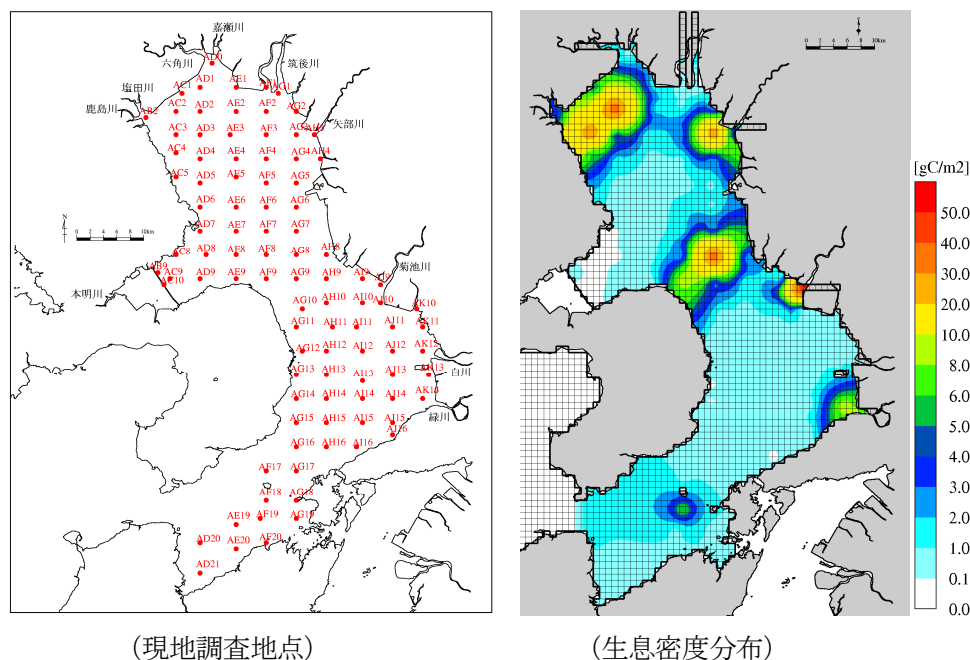 嘉瀬川
六角川
筑後川
塩田川
鹿島川
矢部川
AD0
AC1 AD1 AE1 AG1
AB2 AC2 AD2 AE2 AF2 AG2
AC3 AD3 AE3 AF3
AC4 AD4 AE4 AF4 AG4
AC5 AD5 AE5 AF5 AG5
AD6 AE6 AF6 AG6
N
0 2 4 6 8 10km
AD7 AE7 AF7 AG7
AC8 AD8 AE8 AF8 AG8
AB9 AC9 AD9 AE9 AF9 AG9 AH9
菊池川
本明川
AG10 AH10 AI10 AK10
AG11 AH11 AI11 AJ11 AK11
AG12 AH12 AI12 AJ12
AG13 AH13 AI13 AJ13
白川
AG14 AH14 AI14 AJ14
緑川
AG15 AH15 AI15 AJ15
AG16 AH16 AI16
AF17 AG17
AF18 AG18
AE19 AF19 AG19
AD20 AE20 AF20
AD21
0 2 4 6 8 10km
[gC/m2]
50.0
40.0
30.0
20.0
10.0
8.0
6.0
5.0
4.0
3.0
2.0
1.0
0.1
0.0
(現地調査地点)
(生息密度分布)